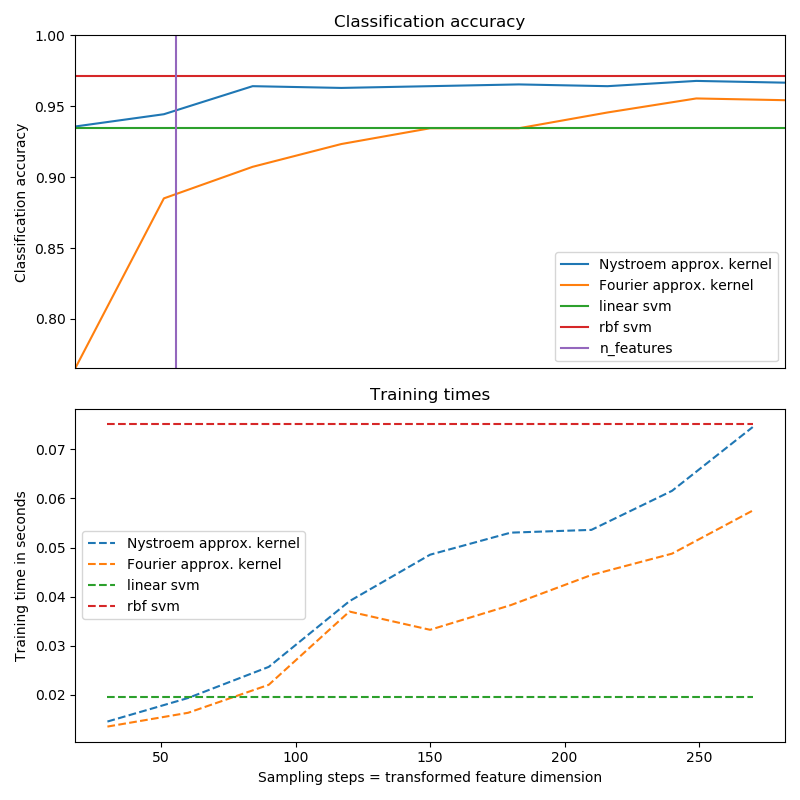 Classification accuracy
1.00
0.95
0.90
0.85
0.80
Classification accuracy
Nystroem approx. kernel
Fourier approx. kernel
linear svm
rbf svm
n_features
Training times
0.07
0.06
0.05
0.04
0.03
0.02
Training time in seconds
Nystroem approx. kernel
Fourier approx. kernel
linear svm
rbf svm
50 100 150 200 250
Sampling steps = transformed feature dimension